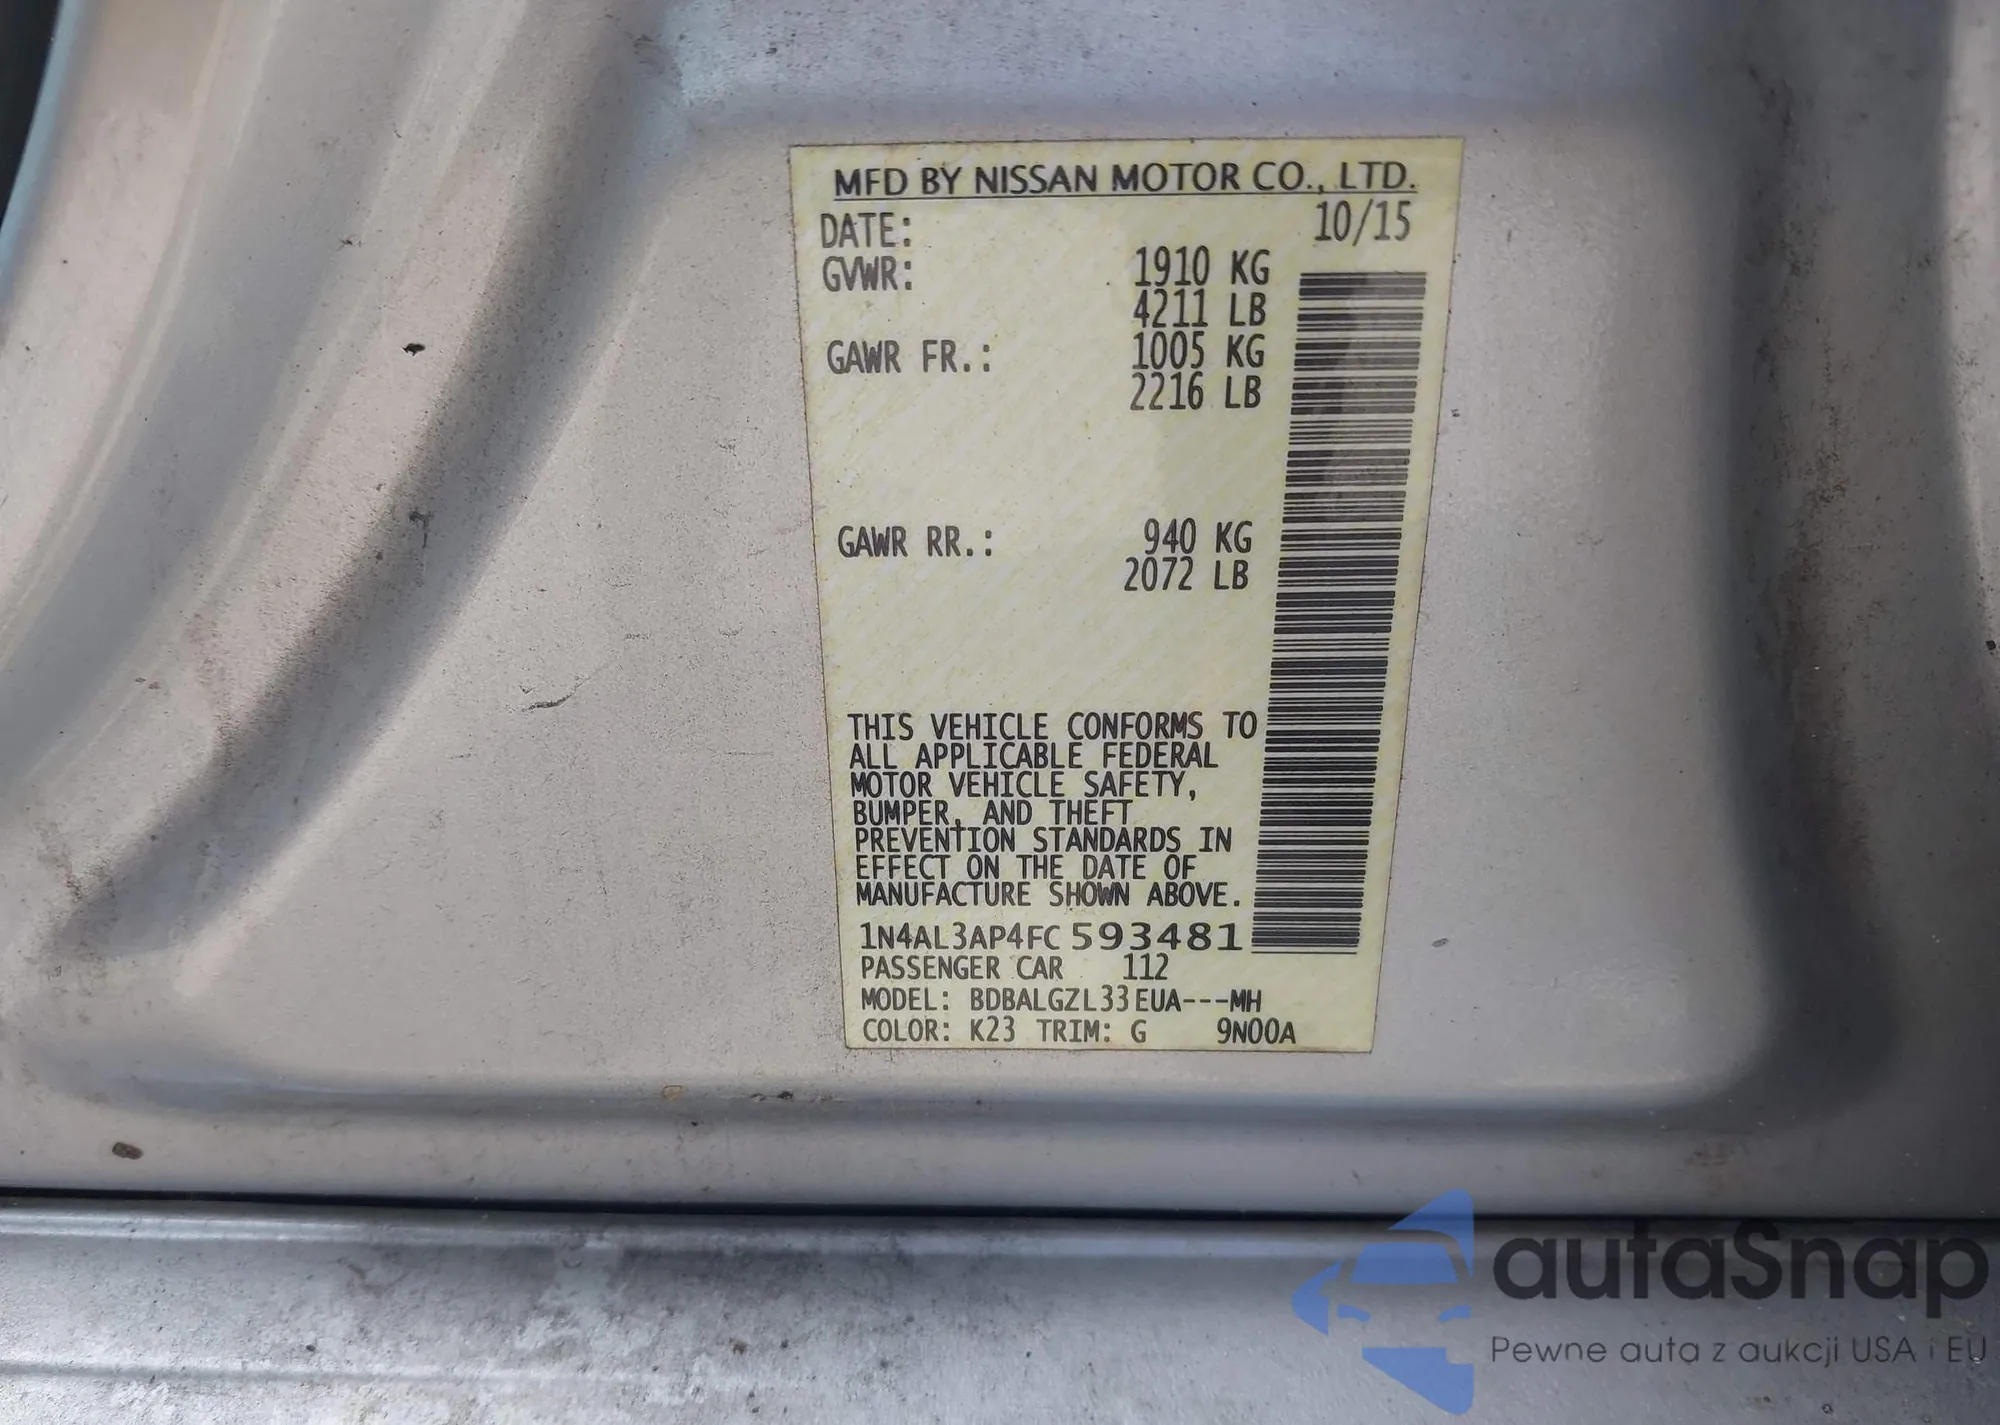 MFD BY NISSAN MOTOR CO., LTD.
DATE: 10/15
GVWR: 1910 KG
4211 LB
GAWR FR.: 1005 KG
2216 LB
GAWR RR.: 940 KG
2072 LB
THIS VEHICLE CONFORMS TO
ALL APPLICABLE FEDERAL
MOTOR VEHICLE SAFETY,
BUMPER, AND THEFT
PREVENTION STANDARDS IN
EFFECT ON THE DATE OF
MANUFACTURE SHOWN ABOVE.
1N4AL3AP4FC593481
PASSENGER CAR 112
MODEL: BDBALGZL33EUA---MH
COLOR: K23 TRIM: G 9N00A
autaSnap
Pewne auta z aukcji USA i EU